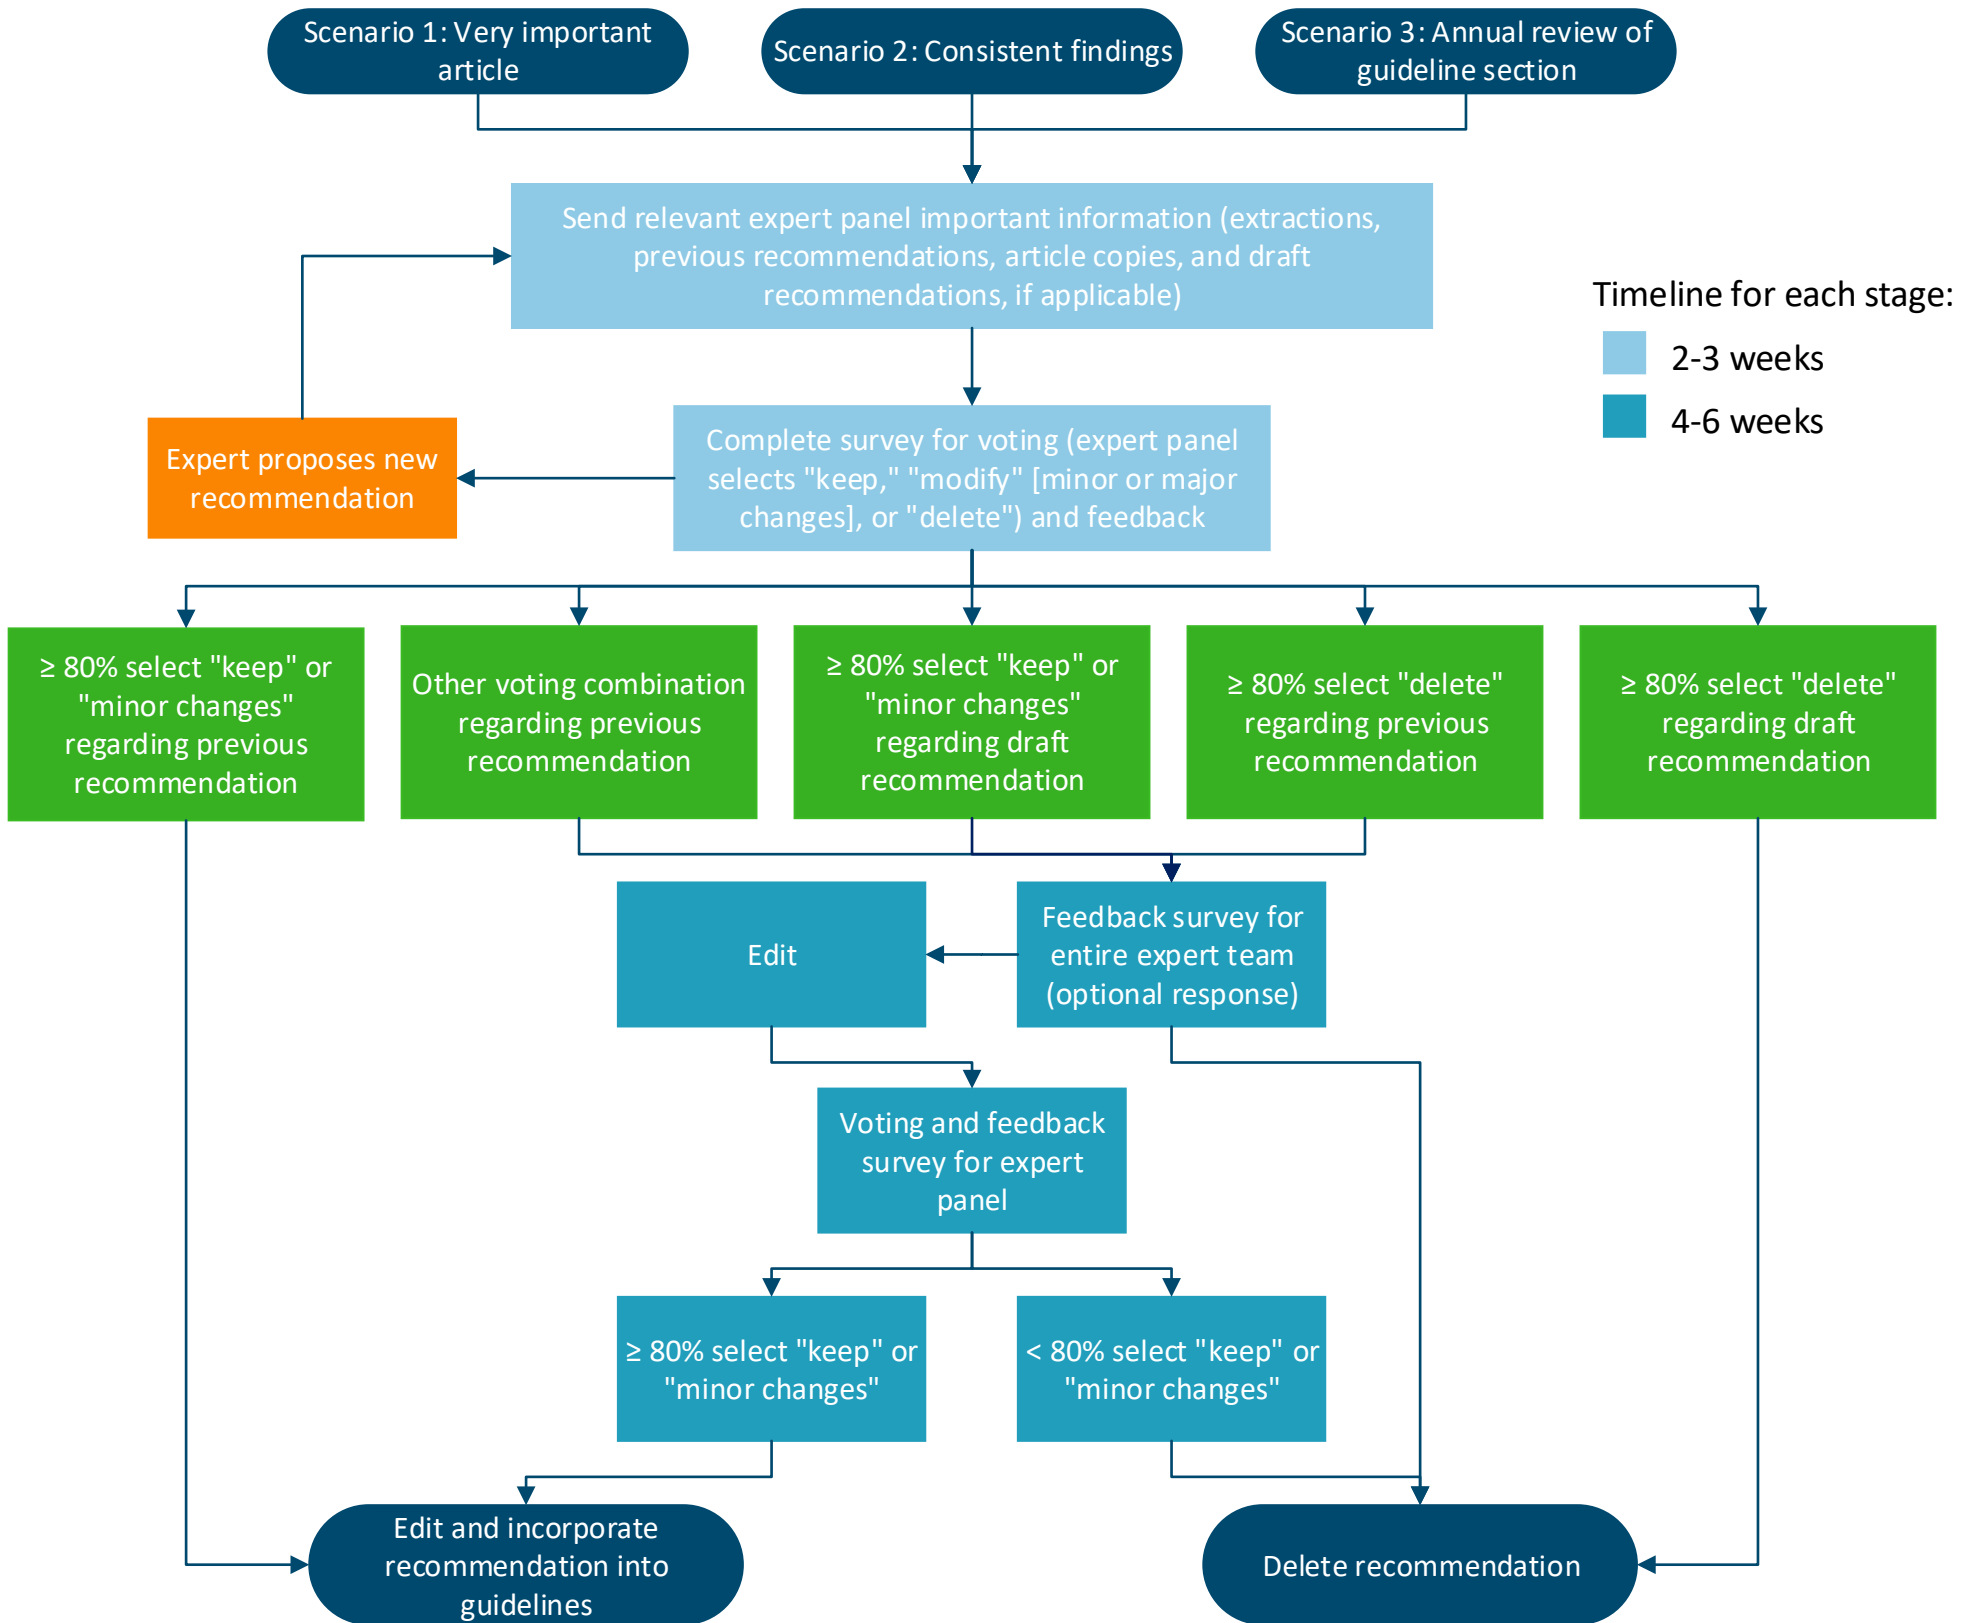 Scenario 1: Very important
article
Scenario 2: Consistent findings
Scenario 3: Annual review of
guideline section
Send relevant expert panel important information (extractions,
previous recommendations, article copies, and draft
recommendations, if applicable)
Timeline for each stage:
2-3 weeks
4-6 weeks
Expert proposes new
recommendation
Complete survey for voting (expert panel
selects "keep," "modify" [minor or major
changes], or "delete") and feedback
≥ 80% select "keep" or
"minor changes"
regarding previous
recommendation
Other voting combination
regarding previous
recommendation
≥ 80% select "keep" or
"minor changes"
regarding draft
recommendation
≥ 80% select "delete"
regarding previous
recommendation
≥ 80% select "delete"
regarding draft
recommendation
Edit
Feedback survey for
entire expert team
(optional response)
Voting and feedback
survey for expert
panel
≥ 80% select "keep" or
"minor changes"
< 80% select "keep" or
"minor changes"
Edit and incorporate
recommendation into
guidelines
Delete recommendation